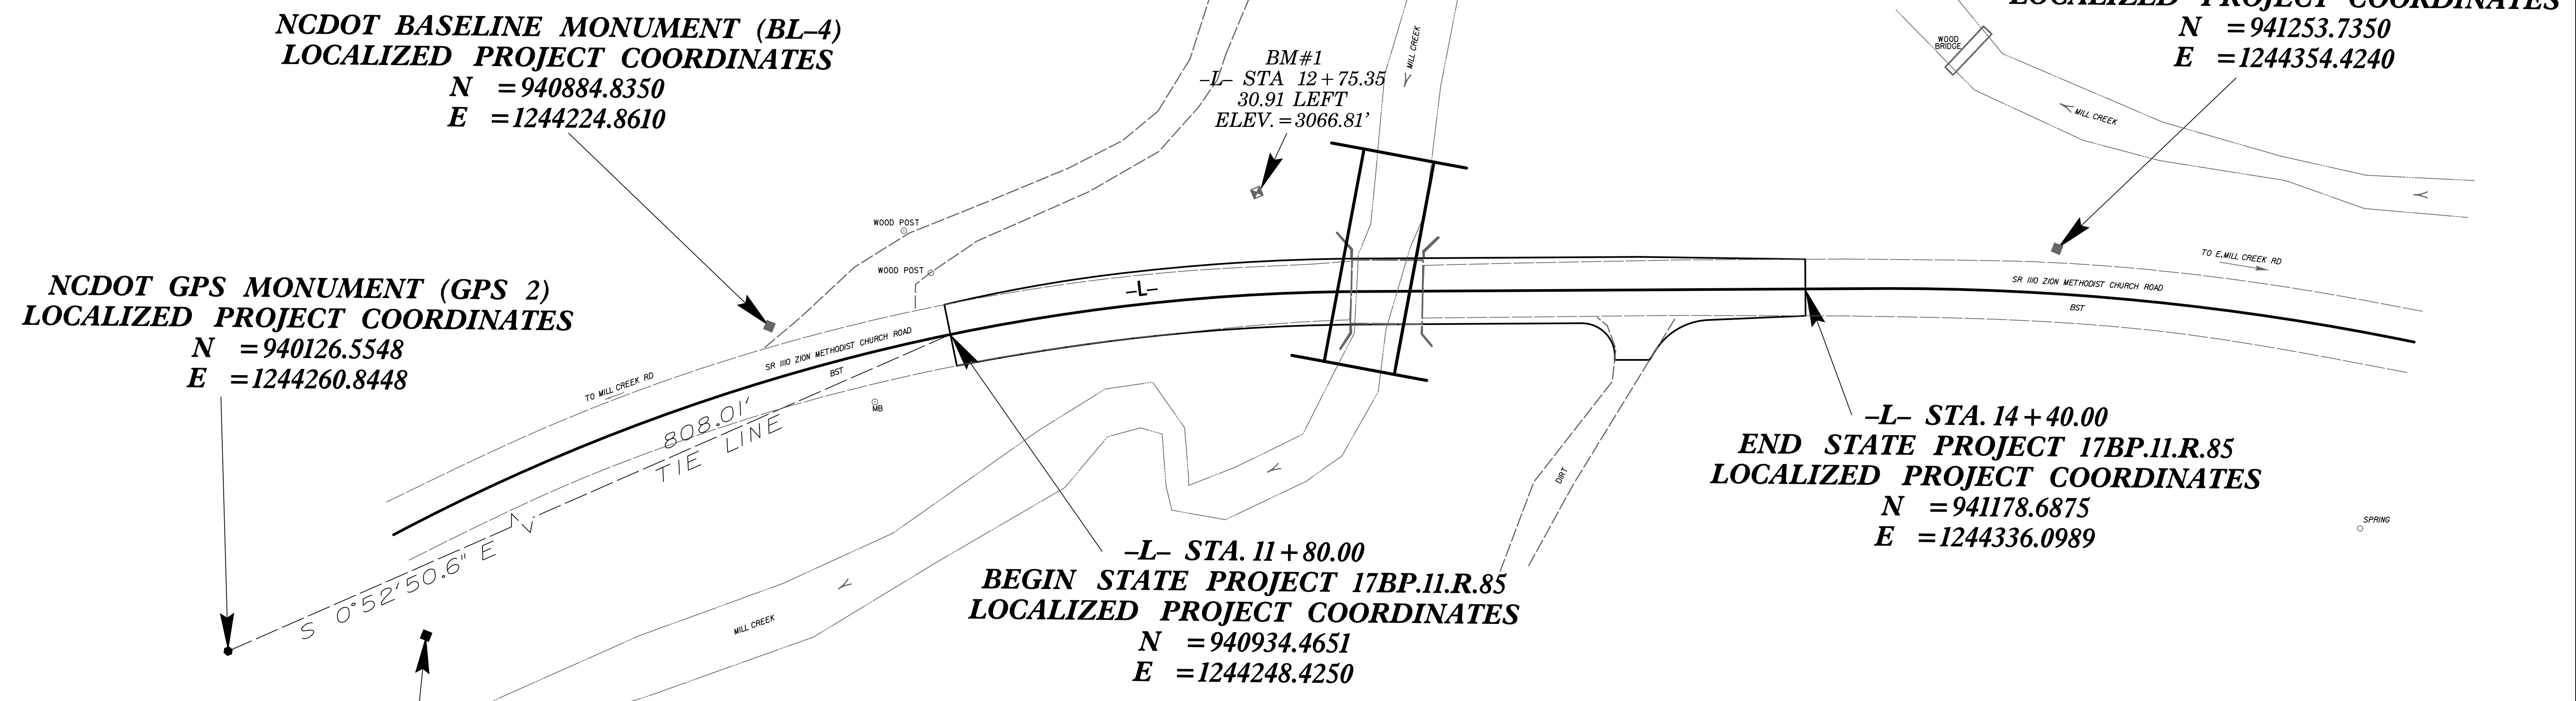 NCDOT BASELINE MONUMENT (BL-4)
LOCALIZED PROJECT COORDINATES
N =940884.8350
E =1244224.8610
BM#1
-L- STA 12+75.35
30.91 LEFT
ELEV.=3066.81'
MILL CREEK
WOOD
BRIDGE
MILL CREEK
LOCALIZED PROJECT COORDINATES
N =941253.7350
E =1244354.4240
NCDOT GPS MONUMENT (GPS 2)
LOCALIZED PROJECT COORDINATES
N =940126.5548
E =1244260.8448
WOOD POST
WOOD POST
-L-
TO E.MILL CREEK RD
SR 1110 ZION METHODIST CHURCH ROAD
BST
SR 1110 ZION METHODIST CHURCH ROAD
BST
TO MILL CREEK RD
MB
808.01'
TIE LINE
S 0°52'50.6" E
MILL CREEK
DIRT
SPRING
-L- STA. 11+80.00
BEGIN STATE PROJECT 17BP.11.R.85
LOCALIZED PROJECT COORDINATES
N =940934.4651
E =1244248.4250
-L- STA. 14+40.00
END STATE PROJECT 17BP.11.R.85
LOCALIZED PROJECT COORDINATES
N =941178.6875
E =1244336.0989